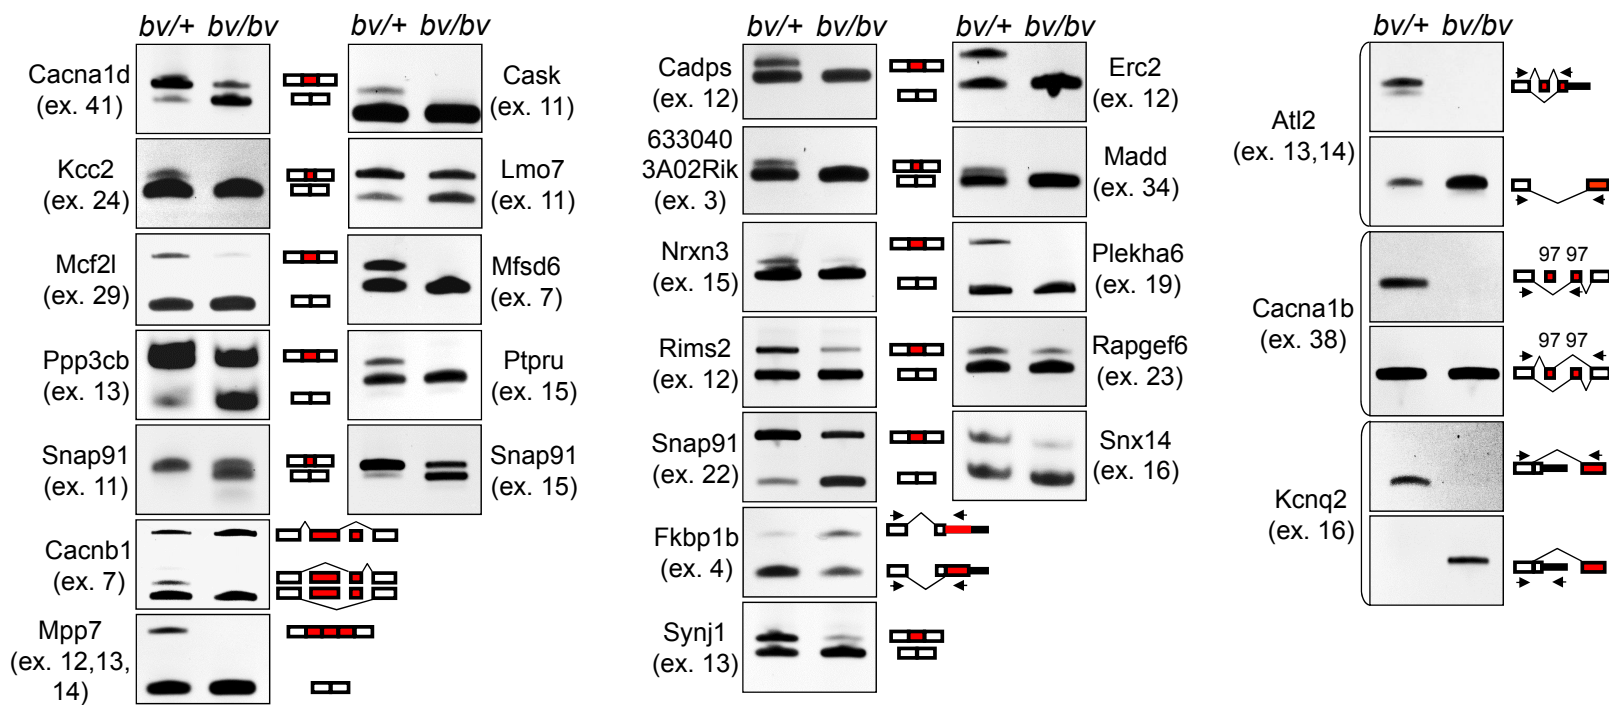 bv/+ bv/bv
bv/+ bv/bv
Cacna1d
(ex. 41)
Cask
(ex. 11)
Kcc2
(ex. 24)
Lmo7
(ex. 11)
Mcf2l
(ex. 29)
Mfsd6
(ex. 7)
Ppp3cb
(ex. 13)
Ptpru
(ex. 15)
Snap91
(ex. 11)
Snap91
(ex. 15)
Cacnb1
(ex. 7)
Mpp7
(ex. 12,13,
14)
bv/+ bv/bv
bv/+ bv/bv
Cadps
(ex. 12)
Erc2
(ex. 12)
633040
3A02Rik
(ex. 3)
Madd
(ex. 34)
Nrxn3
(ex. 15)
Plekha6
(ex. 19)
Rims2
(ex. 12)
Rapgef6
(ex. 23)
Snap91
(ex. 22)
Snx14
(ex. 16)
Fkbp1b
(ex. 4)
Synj1
(ex. 13)
bv/+ bv/bv
Atl2
(ex. 13,14)
Cacna1b
(ex. 38)
97 97
97 97
Kcnq2
(ex. 16)